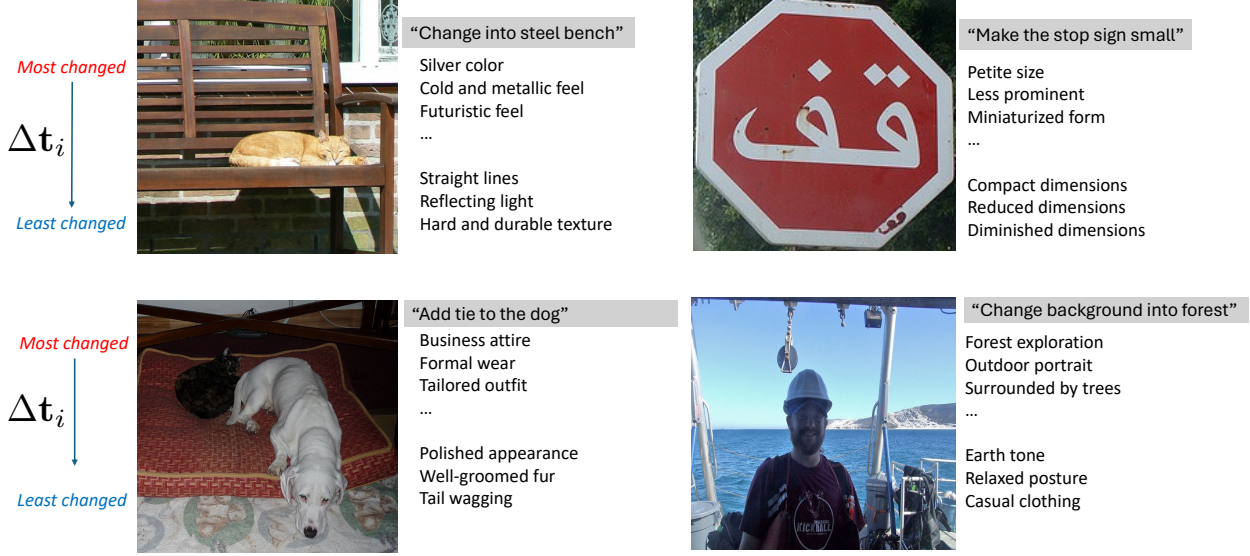 “Change into steel bench”
Most changed
Silver color
Cold and metallic feel
Futuristic feel
...
Δt_i
Straight lines
Reflecting light
Least changed
Hard and durable texture
“Make the stop sign small”
قف
Petite size
Less prominent
Miniaturized form
...
Compact dimensions
Reduced dimensions
Diminished dimensions
“Add tie to the dog”
Most changed
Business attire
Formal wear
Tailored outfit
...
Δt_i
Polished appearance
Well-groomed fur
Least changed
Tail wagging
“Change background into forest”
Forest exploration
Outdoor portrait
Surrounded by trees
...
Earth tone
Relaxed posture
Casual clothing
KICKBALL